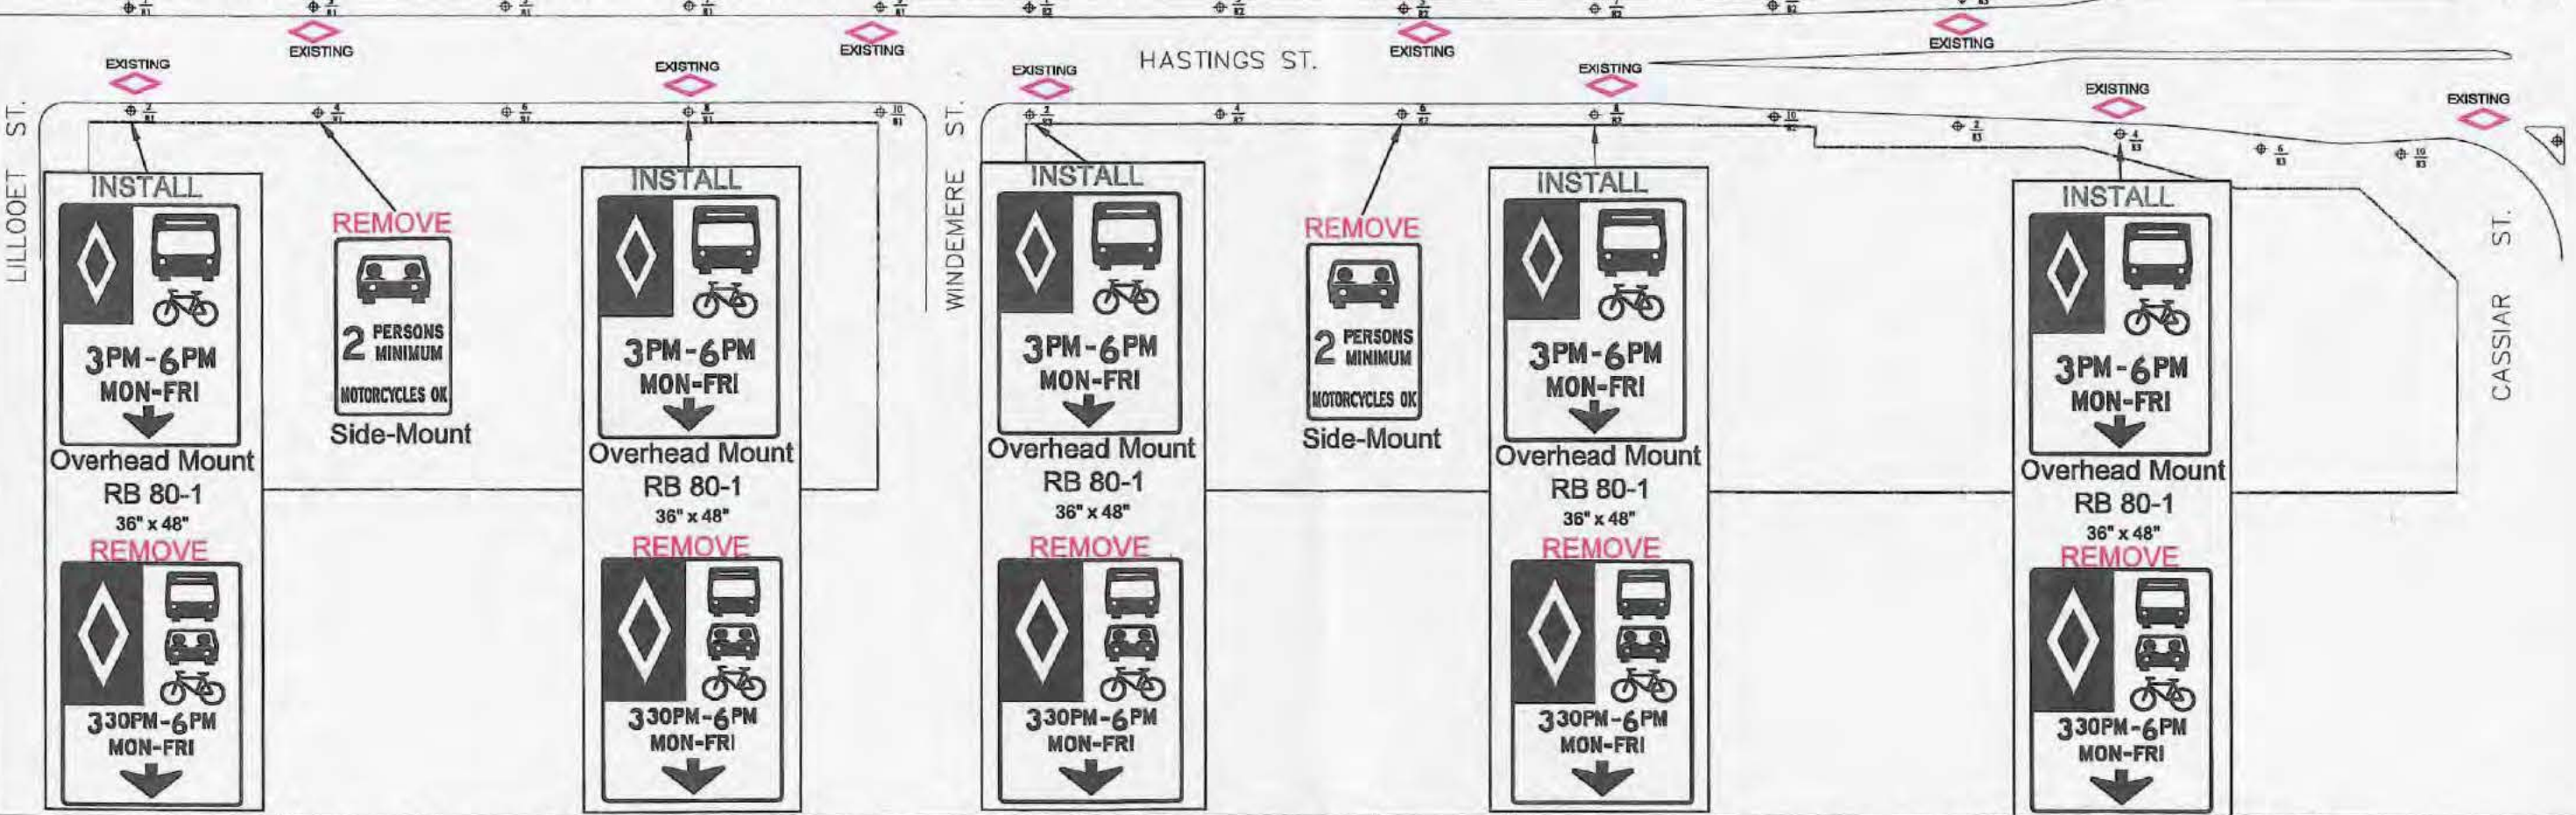 EXISTING
EXISTING
EXISTING
EXISTING
HASTINGS ST.
EXISTING
EXISTING
EXISTING
EXISTING
EXISTING
EXISTING
EXISTING
LILLOOET ST.
WINDEMERE ST.
CASSIAR ST.
INSTALL
3PM-6PM
MON-FRI
Overhead Mount
RB 80-1
36" x 48"
REMOVE
330PM-6PM
MON-FRI
REMOVE
2 PERSONS
MINIMUM
MOTORCYCLES OK
Side-Mount
INSTALL
3PM-6PM
MON-FRI
Overhead Mount
RB 80-1
36" x 48"
REMOVE
330PM-6PM
MON-FRI
INSTALL
3PM-6PM
MON-FRI
Overhead Mount
RB 80-1
36" x 48"
REMOVE
330PM-6PM
MON-FRI
REMOVE
2 PERSONS
MINIMUM
MOTORCYCLES OK
Side-Mount
INSTALL
3PM-6PM
MON-FRI
Overhead Mount
RB 80-1
36" x 48"
REMOVE
330PM-6PM
MON-FRI
INSTALL
3PM-6PM
MON-FRI
Overhead Mount
RB 80-1
36" x 48"
REMOVE
330PM-6PM
MON-FRI